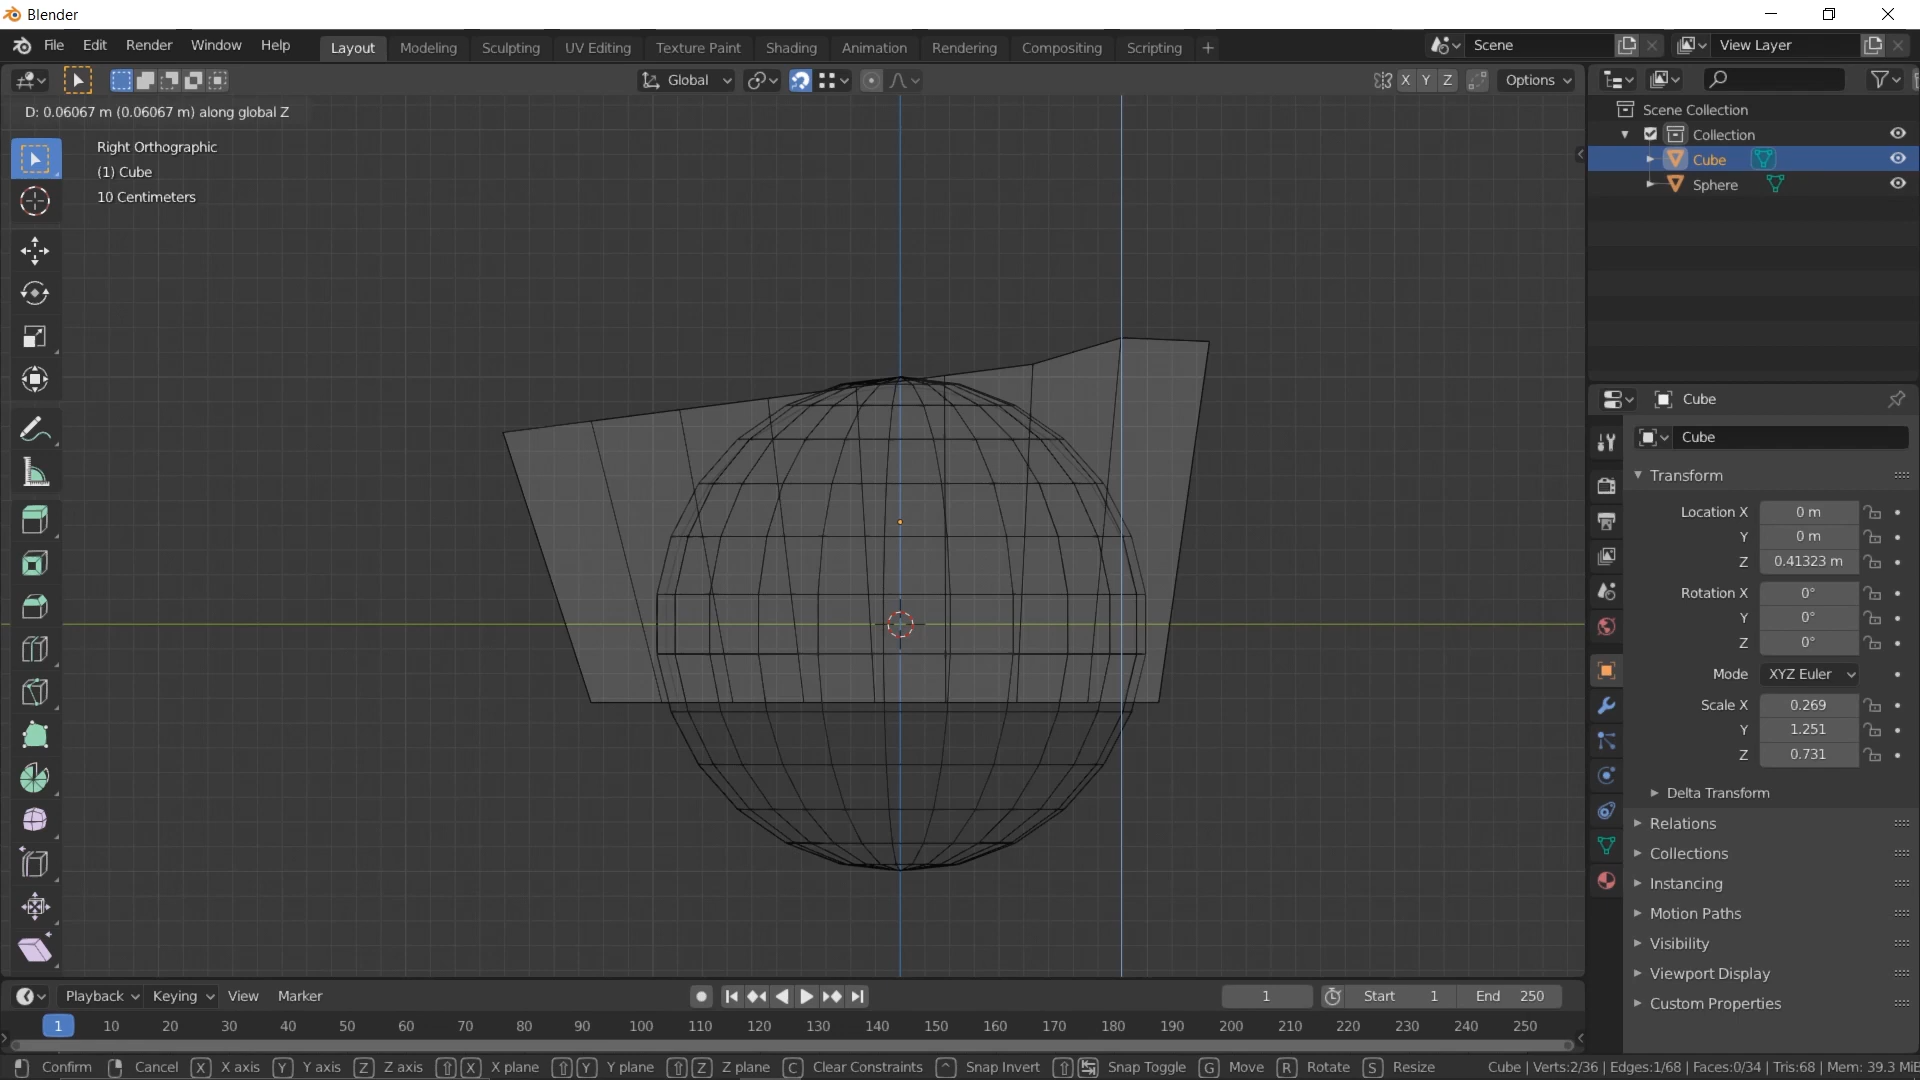 Blender
File Edit Render Window Help
Layout Modeling Sculpting UV Editing Texture Paint Shading Animation Rendering Compositing Scripting +
Scene
View Layer
Global
X Y Z
Options
D: 0.06067 m (0.06067 m) along global Z
Right Orthographic
(1) Cube
10 Centimeters
Scene Collection
Collection
Cube
Sphere
Cube
Cube
Transform
Location X 0 m
Y 0 m
Z 0.41323 m
Rotation X 0°
Y 0°
Z 0°
Mode XYZ Euler
Scale X 0.269
Y 1.251
Z 0.731
Delta Transform
Relations
Collections
Instancing
Motion Paths
Visibility
Viewport Display
Custom Properties
Playback Keying View Marker
1
Start 1
End 250
1 10 20 30 40 50 60 70 80 90 100 110 120 130 140 150 160 170 180 190 200 210 220 230 240 250
Confirm Cancel X X axis Y Y axis Z Z axis X X plane Y Y plane Z Z plane C Clear Constraints ^ Snap Invert Snap Toggle G Move R Rotate S Resize
Cube | Verts:2/36 | Edges:1/68 | Faces:0/34 | Tris:68 | Mem: 39.3 MiB